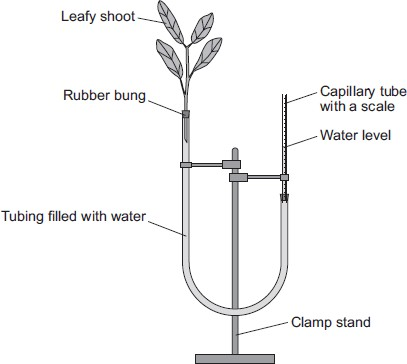 Leafy shoot
Rubber bung
Capillary tube
with a scale
Water level
Tubing filled with water
Clamp stand